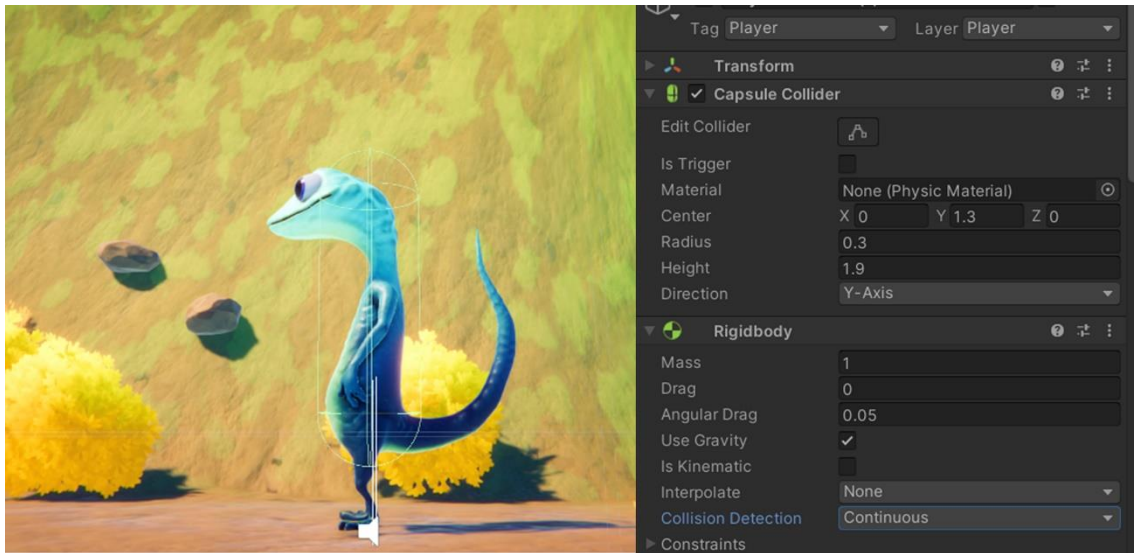 Tag Player Layer Player
Transform
Capsule Collider
Edit Collider
Is Trigger
Material None (Physic Material)
Center X 0 Y 1.3 Z 0
Radius 0.3
Height 1.9
Direction Y-Axis
Rigidbody
Mass 1
Drag 0
Angular Drag 0.05
Use Gravity
Is Kinematic
Interpolate None
Collision Detection Continuous
Constraints